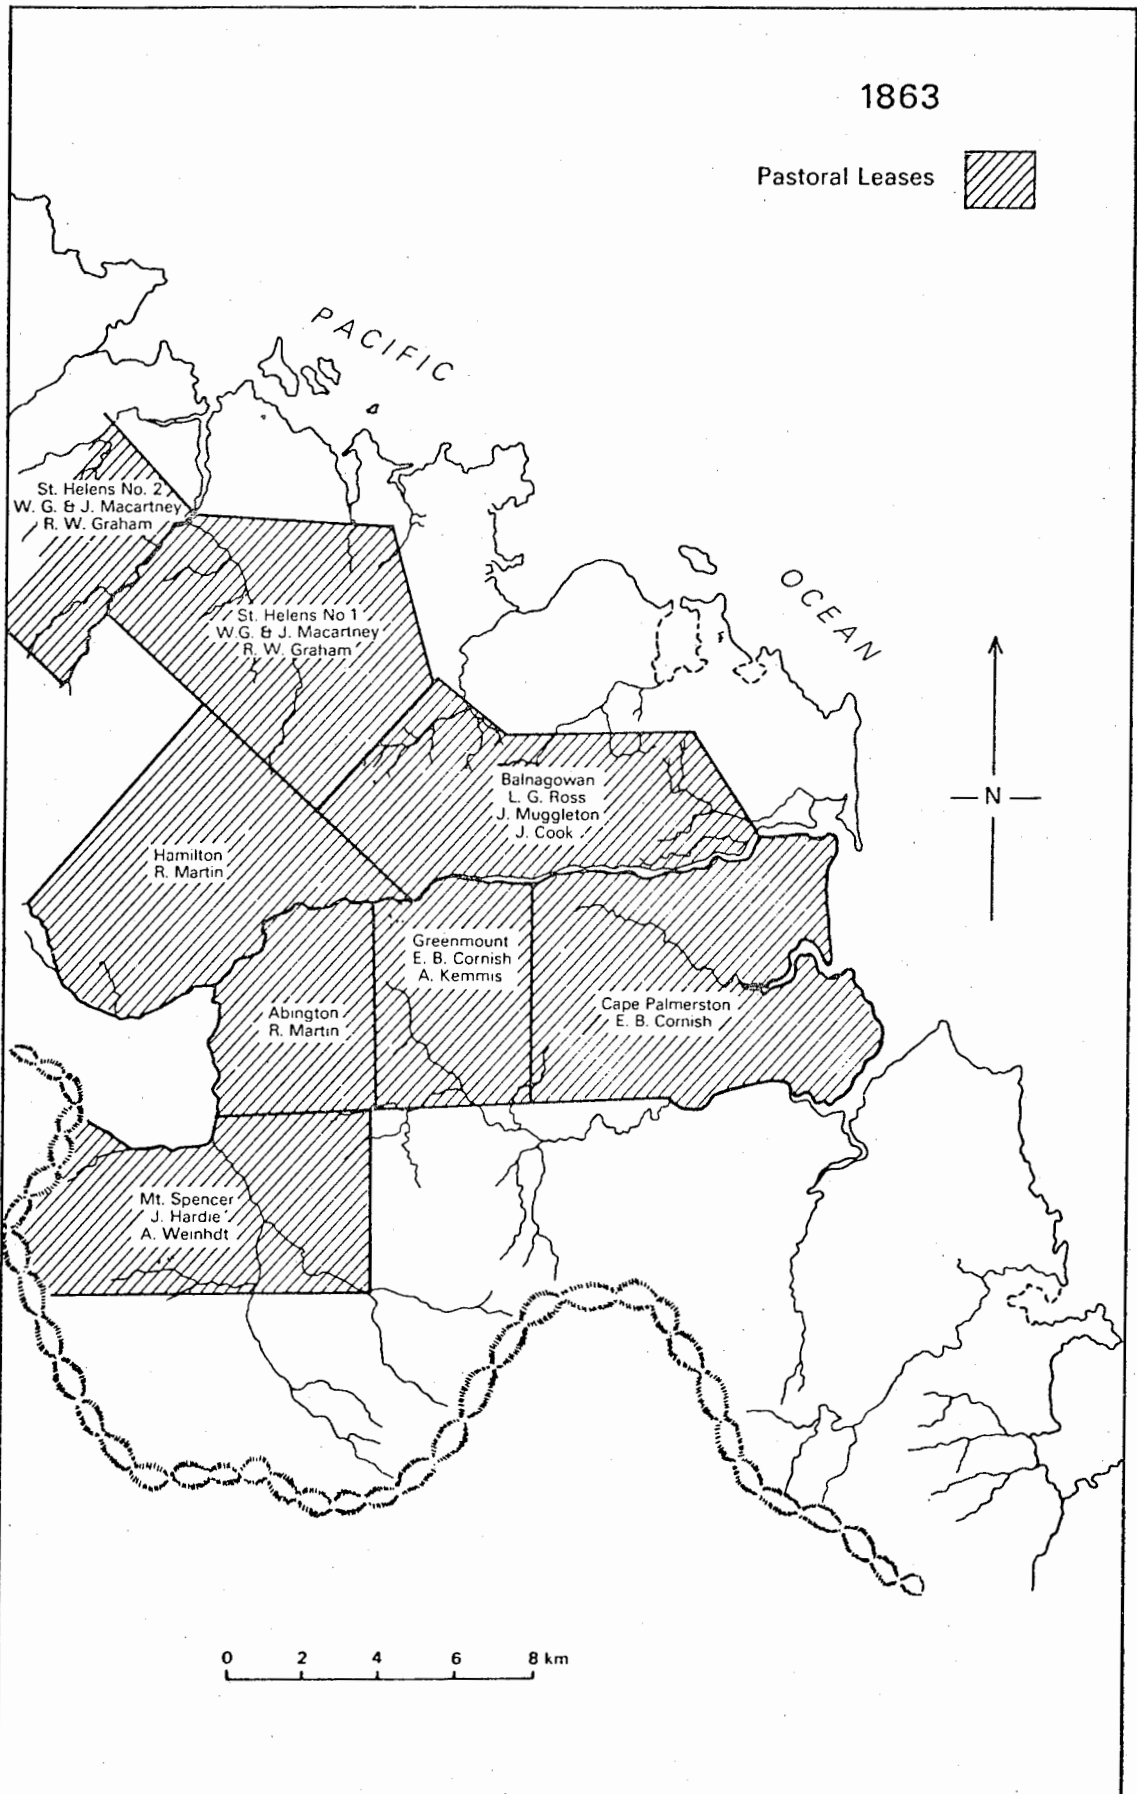 1863
Pastoral Leases
PACIFIC
OCEAN
St. Helens No. 2
W. G. & J. Macartney
R. W. Graham
St. Helens No 1
W.G. & J. Macartney
R. W. Graham
Balnagowan
L. G. Ross
J. Muggleton
J. Cook
N
Hamilton
R. Martin
Greenmount
E. B. Cornish
A. Kemmis
Abington
R. Martin
Cape Palmerston
E. B. Cornish
Mt. Spencer
J. Hardie
A. Weinhdt
0 2 4 6 8 km